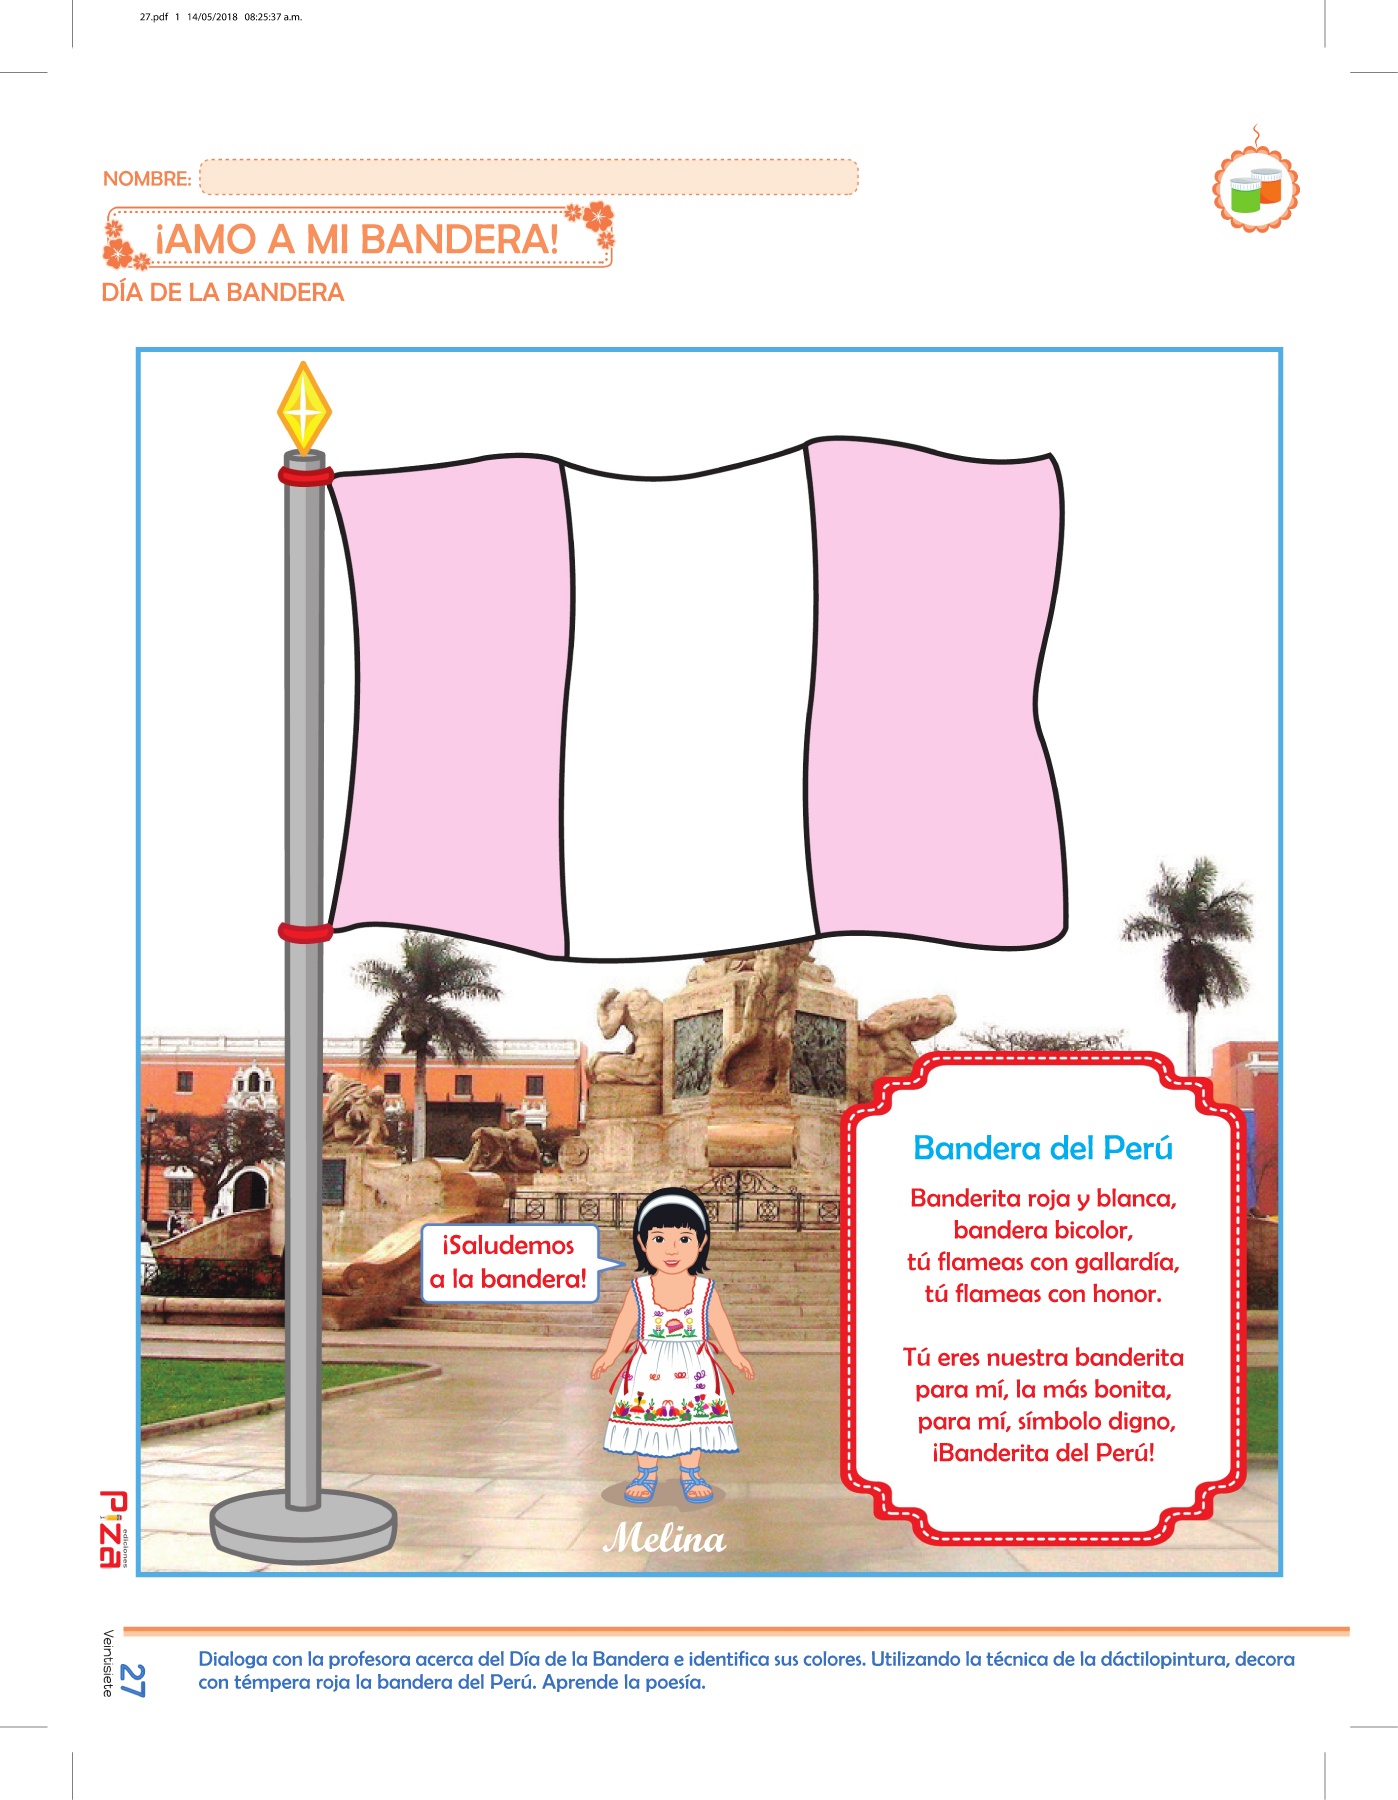 27.pdf 1 14/05/2018 08:25:37 a.m.
NOMBRE:
¡AMO A MI BANDERA!
DÍA DE LA BANDERA
¡Saludemos
a la bandera!
Melina
Bandera del Perú
Banderita roja y blanca,
bandera bicolor,
tú flameas con gallardía,
tú flameas con honor.
Tú eres nuestra banderita
para mí, la más bonita,
para mí, símbolo digno,
¡Banderita del Perú!
Piza
ediciones
Veintisiete
27
Dialoga con la profesora acerca del Día de la Bandera e identifica sus colores. Utilizando la técnica de la dáctilopintura, decora
con témpera roja la bandera del Perú. Aprende la poesía.